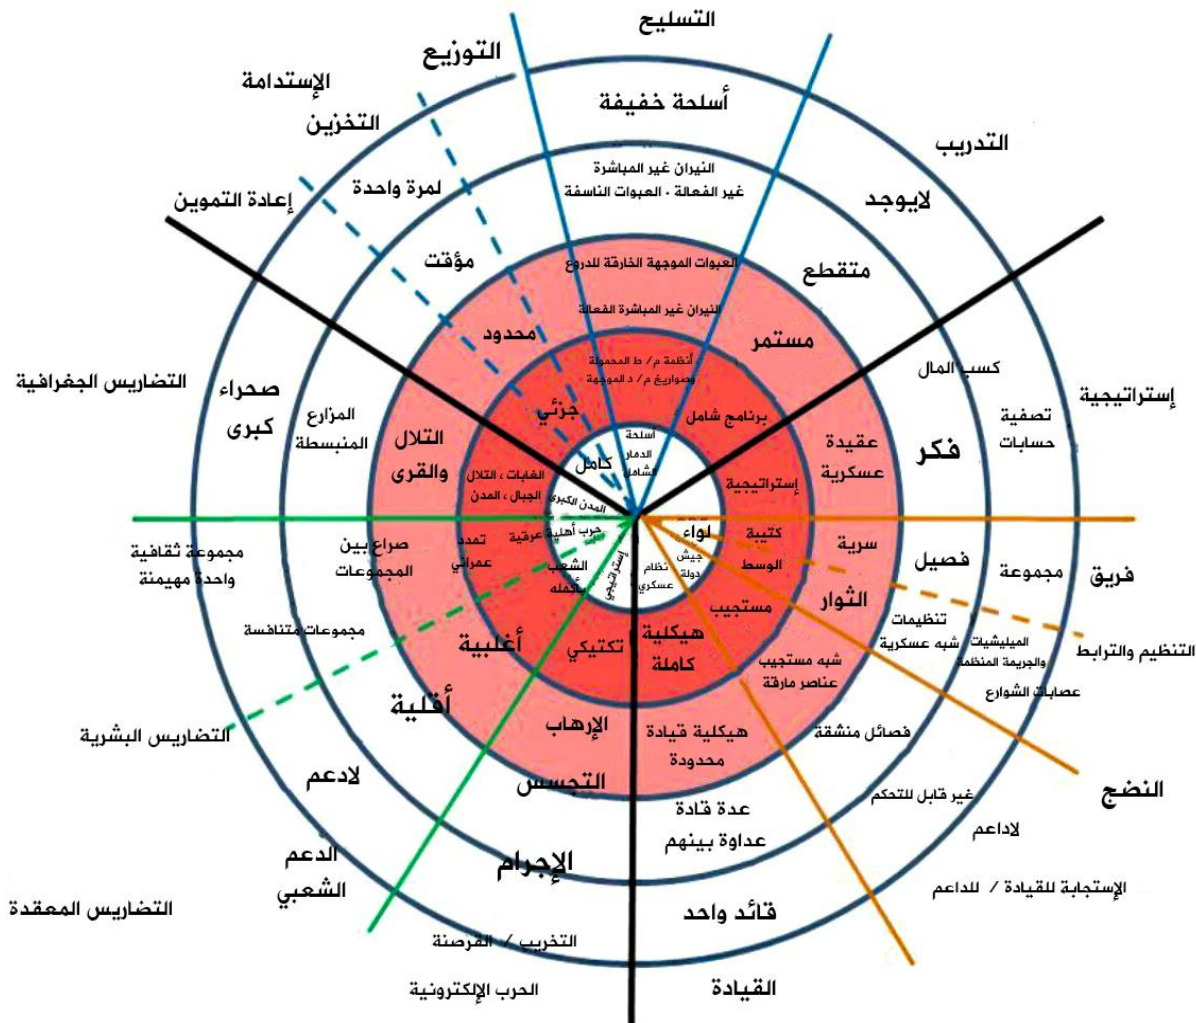 التسليح
التوزيع
الإستدامة
التخزين
إعادة التموين
التدريب
أسلحة خفيفة
لايوجد
لمرة واحدة
النيران غير المباشرة
غير الفعالة . العبوات الناسفة
مؤقت
متقطع
العبوات الموجهة الخارقة للدروع
النيران غير المباشرة الفعالة
محدود
مستمر
أنظمة م/ ط المحمولة
وصواريخ م/ د الموجهة
جزئي
برنامج شامل
أسلحة
الدمار
الشامل
كامل
التضاريس الجغرافية
صحراء
كبرى
المزارع
المنبسطة
التلال
والقرى
الغابات ، التلال
الجبال ، المدن
المدن الكبرى
إستراتيجية
تصفية
حسابات
كسب المال
فكر
عقيدة
عسكرية
إستراتيجية
مجموعة ثقافية
واحدة مهيمنة
صراع بين
المجموعات
تمدد
عمراني
حرب أهلية عرقية
لواء
كتيبة
الوسط
سرية
فصيل
مجموعة
فريق
جيش
دولة
نظام
عسكري
الشعب
بأكمله
إستراتيجي
مجموعات متنافسة
التضاريس البشرية
مستجيب
الثوار
تنظيمات
شبه عسكرية
الميليشيات
والجريمة المنظمة
عصابات الشوارع
التنظيم والترابط
أغلبية
أقلية
لادعم
الدعم
الشعبي
تكتيكي
هيكلية
كاملة
شبه مستجيب
عناصر مارقة
فصائل منشقة
غير قابل للتحكم
لاداعم
النضج
الإستجابة للقيادة / للداعم
الإرهاب
التجسس
الإجرام
التخريب / القرصنة
الحرب الإلكترونية
التضاريس المعقدة
هيكلية قيادة
محدودة
عدة قادة
عداوة بينهم
قائد واحد
القيادة